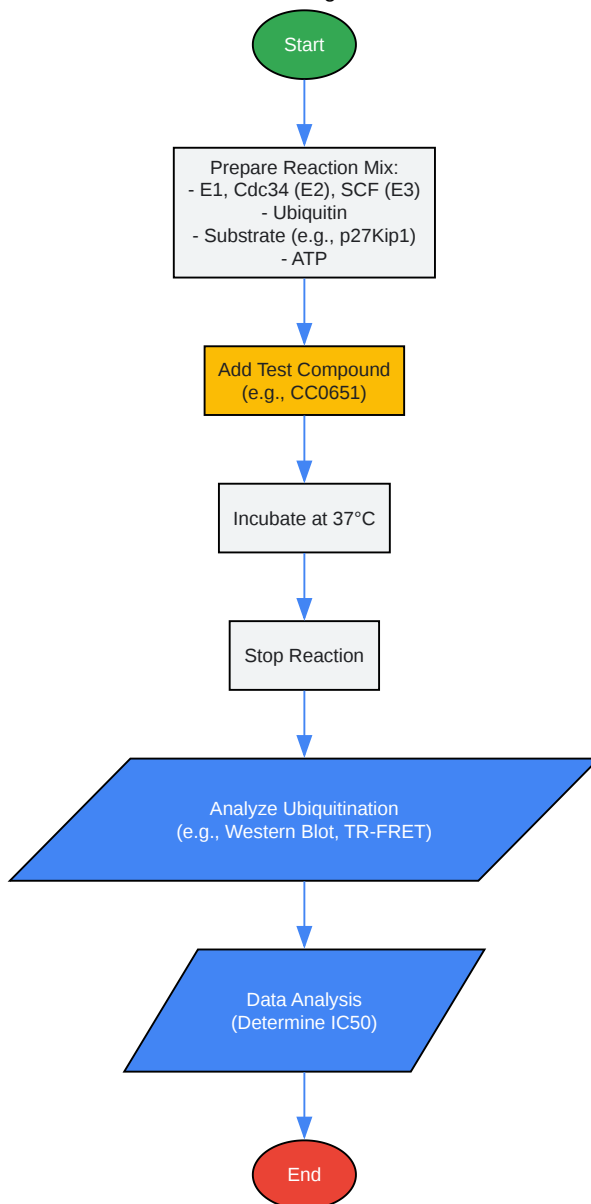 Start
Prepare Reaction Mix:
- E1, Cdc34 (E2), SCF (E3)
- Ubiquitin
- Substrate (e.g., p27Kip1)
- ATP
Add Test Compound
(e.g., CC0651)
Incubate at 37°C
Stop Reaction
Analyze Ubiquitination
(e.g., Western Blot, TR-FRET)
Data Analysis
(Determine IC50)
End